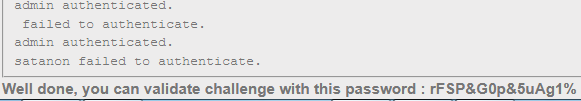 admin authenticated.
failed to authenticate.
admin authenticated.
satanon failed to authenticate.
Well done, you can validate challenge with this password : rFSP&G0p&5uAg1%